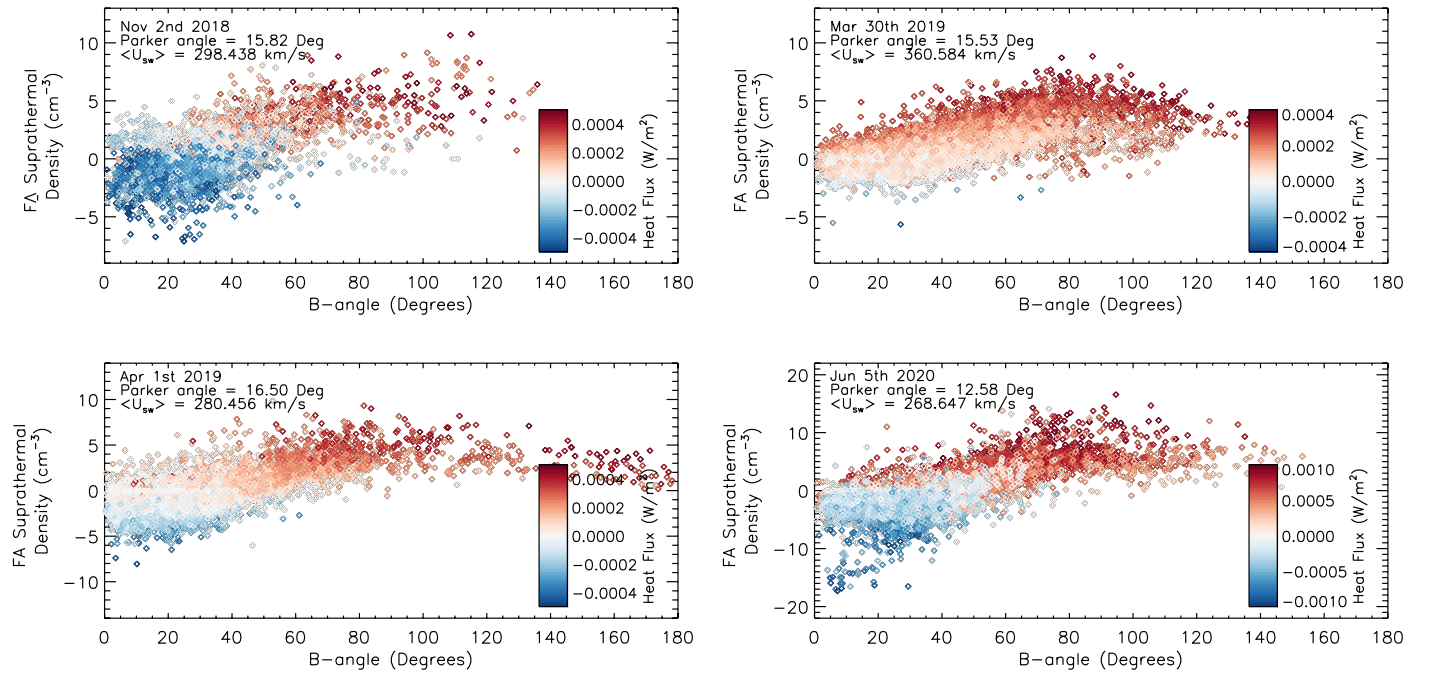 Nov 2nd 2018
Parker angle = 15.82 Deg
<Usw> = 298.438 km/s
10
5
0
−5
FA Suprathermal
Density (cm−3)
0.0004
0.0002
0.0000
−0.0002
−0.0004
Heat Flux (W/m2)
0 20 40 60 80 100 120 140 160 180
B−angle (Degrees)
Mar 30th 2019
Parker angle = 15.53 Deg
<Usw> = 360.584 km/s
10
5
0
−5
FA Suprathermal
Density (cm−3)
0.0004
0.0002
0.0000
−0.0002
−0.0004
Heat Flux (W/m2)
0 20 40 60 80 100 120 140 160 180
B−angle (Degrees)
Apr 1st 2019
Parker angle = 16.50 Deg
<Usw> = 280.456 km/s
10
5
0
−5
−10
FA Suprathermal
Density (cm−3)
0.0004
0.0002
0.0000
−0.0002
−0.0004
Heat Flux (W/m2)
0 20 40 60 80 100 120 140 160 180
B−angle (Degrees)
Jun 5th 2020
Parker angle = 12.58 Deg
<Usw> = 268.647 km/s
20
10
0
−10
−20
FA Suprathermal
Density (cm−3)
0.0010
0.0005
0.0000
−0.0005
−0.0010
Heat Flux (W/m2)
0 20 40 60 80 100 120 140 160 180
B−angle (Degrees)